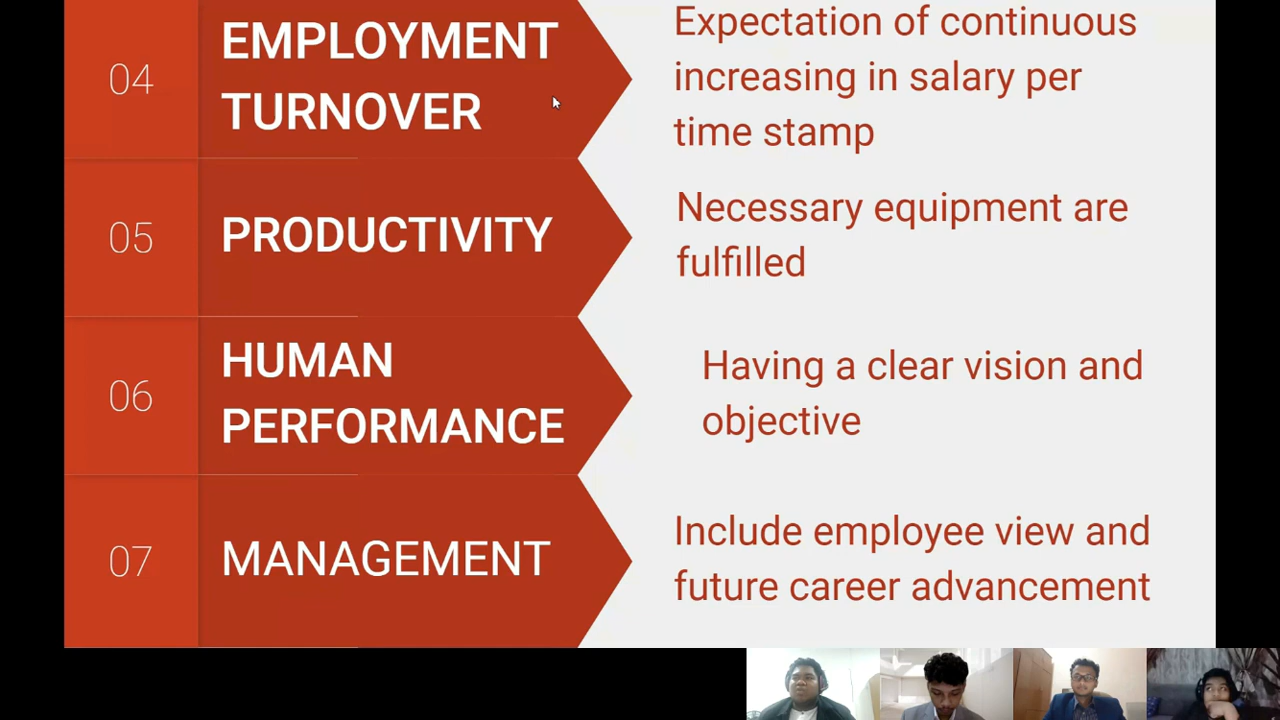 04
EMPLOYMENT
TURNOVER
Expectation of continuous
increasing in salary per
time stamp
05
PRODUCTIVITY
Necessary equipment are
fulfilled
06
HUMAN
PERFORMANCE
Having a clear vision and
objective
07
MANAGEMENT
Include employee view and
future career advancement